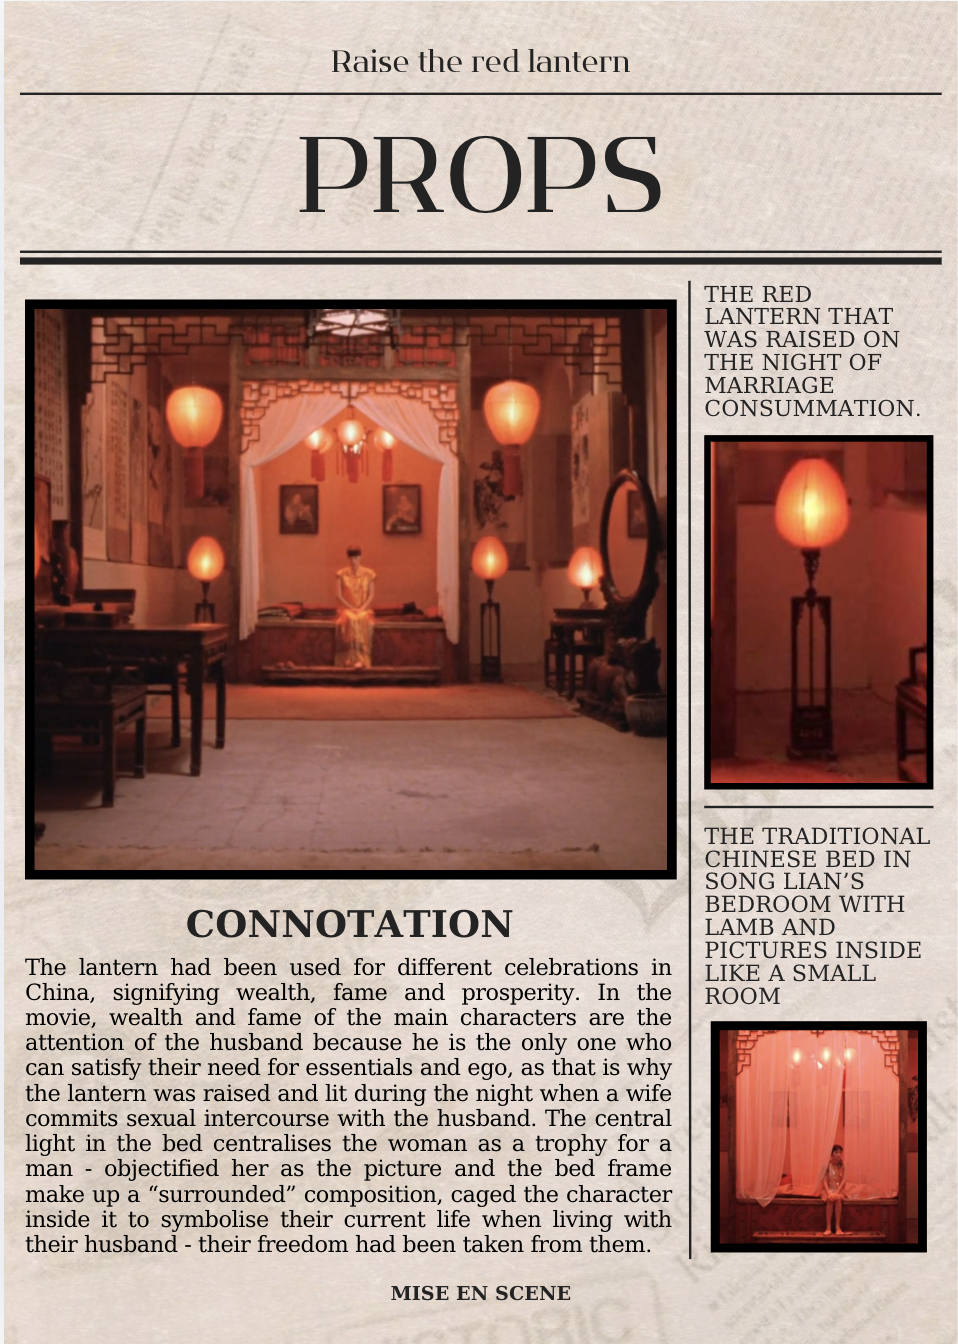 Raise the red lantern
PROPS
THE RED
LANTERN THAT
WAS RAISED ON
THE NIGHT OF
MARRIAGE
CONSUMMATION.
THE TRADITIONAL
CHINESE BED IN
SONG LIAN’S
BEDROOM WITH
LAMB AND
PICTURES INSIDE
LIKE A SMALL
ROOM
CONNOTATION
The lantern had been used for different celebrations in
China, signifying wealth, fame and prosperity. In the
movie, wealth and fame of the main characters are the
attention of the husband because he is the only one who
can satisfy their need for essentials and ego, as that is why
the lantern was raised and lit during the night when a wife
commits sexual intercourse with the husband. The central
light in the bed centralises the woman as a trophy for a
man - objectified her as the picture and the bed frame
make up a “surrounded” composition, caged the character
inside it to symbolise their current life when living with
their husband - their freedom had been taken from them.
MISE EN SCENE